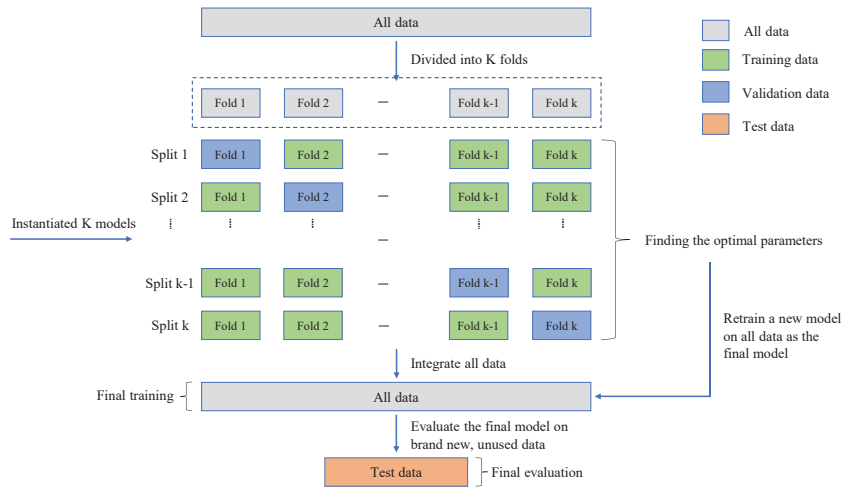 All data
All data
Training data
Validation data
Test data
Divided into K folds
Fold 1 Fold 2 Fold k-1 Fold k
Split 1 Fold 1 Fold 2 Fold k-1 Fold k
Split 2 Fold 1 Fold 2 Fold k-1 Fold k
Instantiated K models
Finding the optimal parameters
Split k-1 Fold 1 Fold 2 Fold k-1 Fold k
Split k Fold 1 Fold 2 Fold k-1 Fold k
Retrain a new model
on all data as the
final model
Integrate all data
Final training All data
Evaluate the final model on
brand new, unused data
Test data Final evaluation